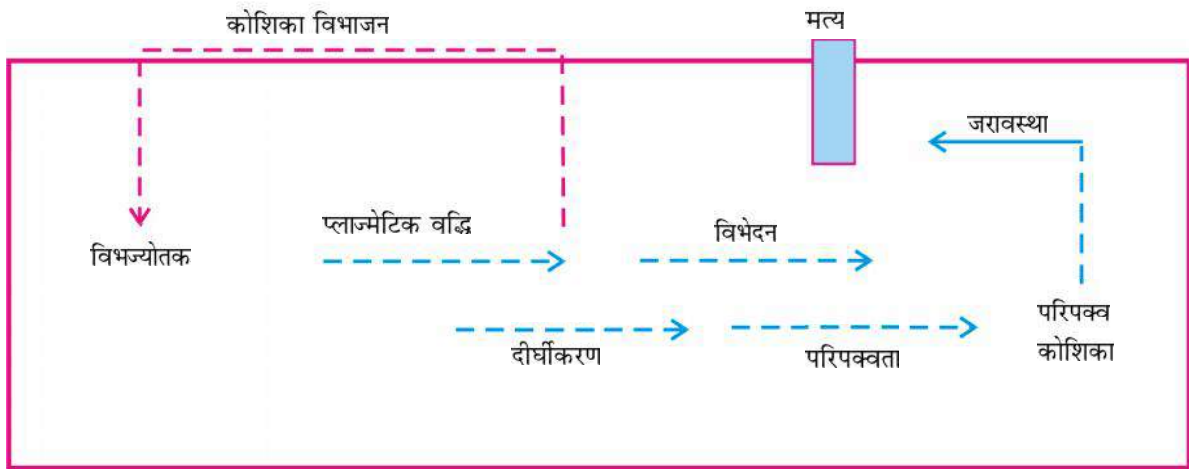 कोशिका विभाजन
मत्य
जरावस्था
प्लाज्मेटिक वद्धि
विभेदन
विभज्योतक
परिपक्व
कोशिका
दीर्घीकरण
परिपक्वता